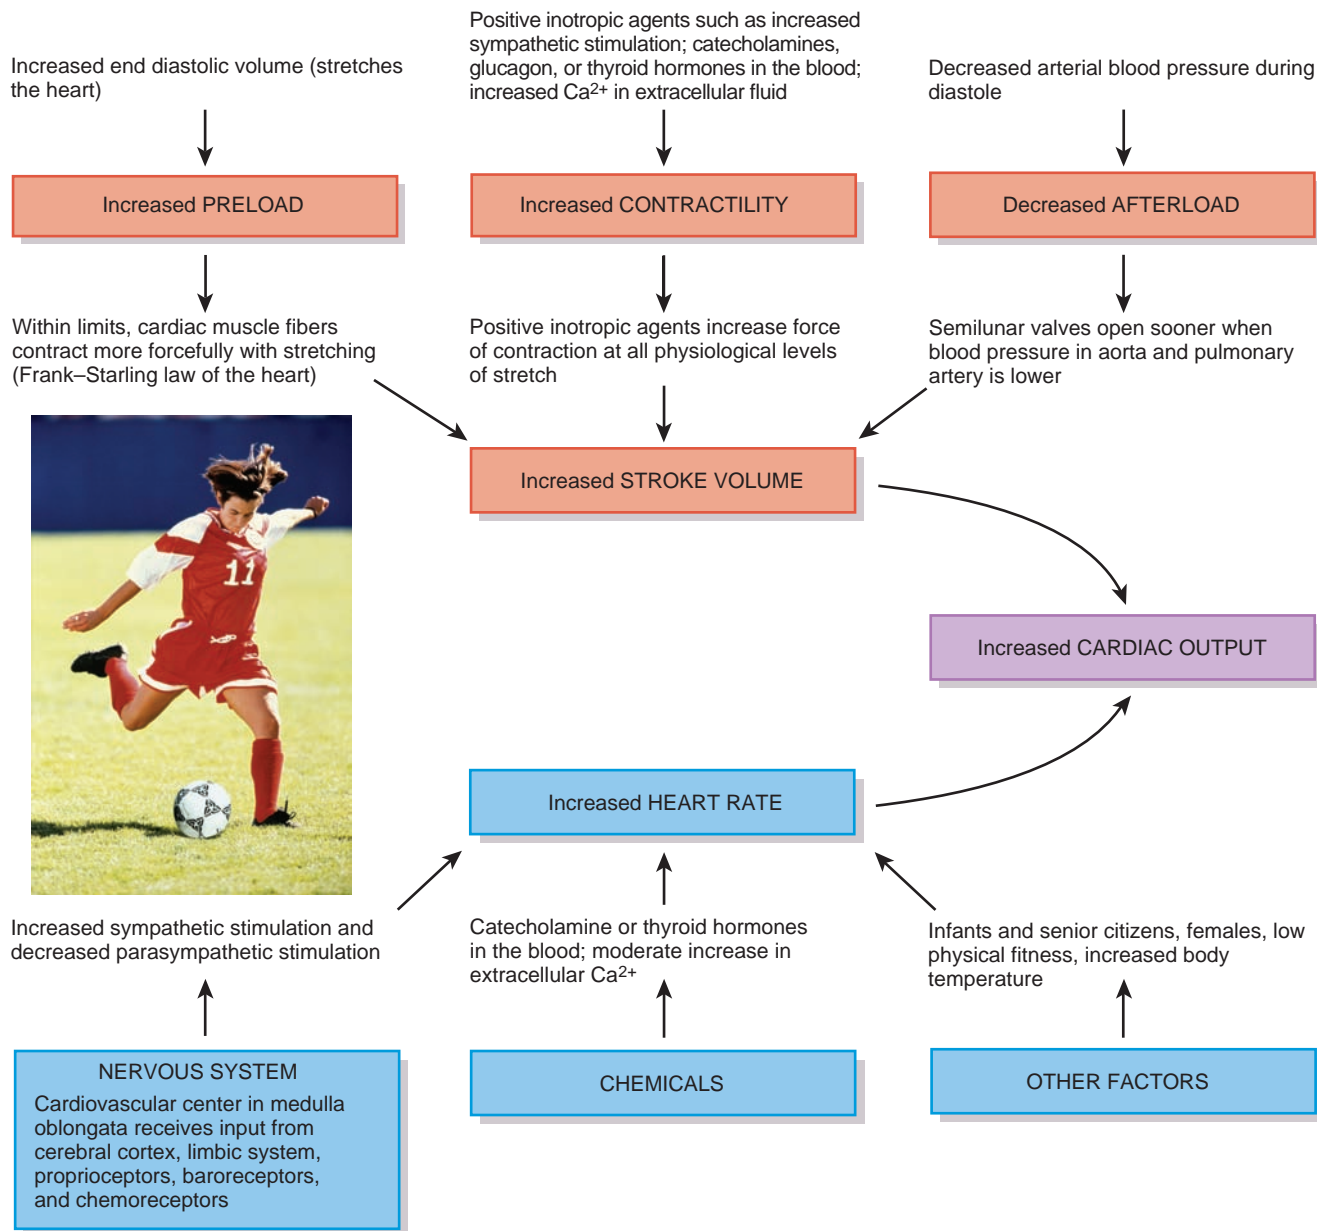 Increased end diastolic volume (stretches
the heart)
Positive inotropic agents such as increased
sympathetic stimulation; catecholamines,
glucagon, or thyroid hormones in the blood;
increased Ca²⁺ in extracellular fluid
Decreased arterial blood pressure during
diastole
Increased PRELOAD
Increased CONTRACTILITY
Decreased AFTERLOAD
Within limits, cardiac muscle fibers
contract more forcefully with stretching
(Frank–Starling law of the heart)
Positive inotropic agents increase force
of contraction at all physiological levels
of stretch
Semilunar valves open sooner when
blood pressure in aorta and pulmonary
artery is lower
Increased STROKE VOLUME
11
Increased CARDIAC OUTPUT
Increased HEART RATE
Increased sympathetic stimulation and
decreased parasympathetic stimulation
Catecholamine or thyroid hormones
in the blood; moderate increase in
extracellular Ca²⁺
Infants and senior citizens, females, low
physical fitness, increased body
temperature
NERVOUS SYSTEM
Cardiovascular center in medulla
oblongata receives input from
cerebral cortex, limbic system,
proprioceptors, baroreceptors,
and chemoreceptors
CHEMICALS
OTHER FACTORS